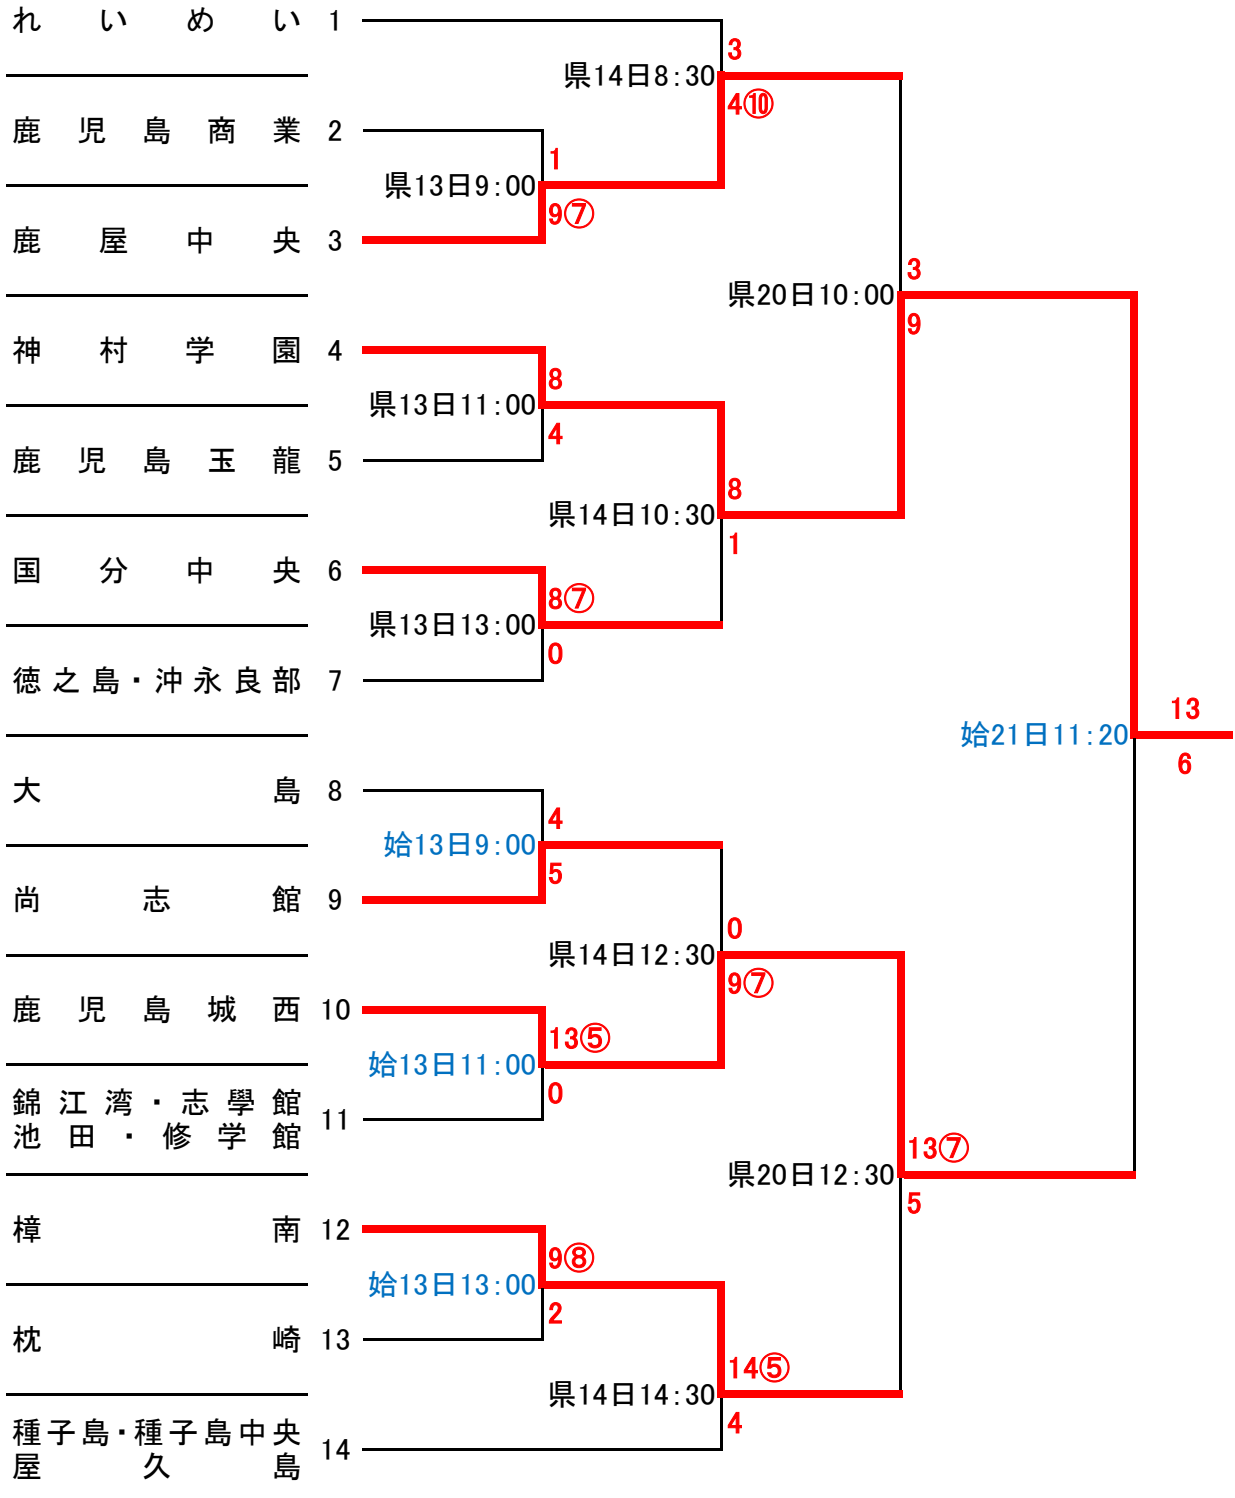 れいめい 1
3
県14日8:30
4⑩
鹿児島商業 2
1
県13日9:00
9⑦
鹿屋中央 3
3
県20日10:00
9
神村学園 4
8
県13日11:00
4
鹿児島玉龍 5
8
県14日10:30
1
国分中央 6
8⑦
県13日13:00
0
徳之島・沖永良部 7
13
始21日11:20
6
大島 8
4
始13日9:00
5
尚志館 9
0
県14日12:30
9⑦
鹿児島城西 10
13⑤
始13日11:00
0
錦江湾・志學館
池田・修学館
11
13⑦
県20日12:30
5
樟南 12
9⑧
始13日13:00
2
枕崎 13
14⑤
県14日14:30
4
種子島・種子島中央
屋久島
14